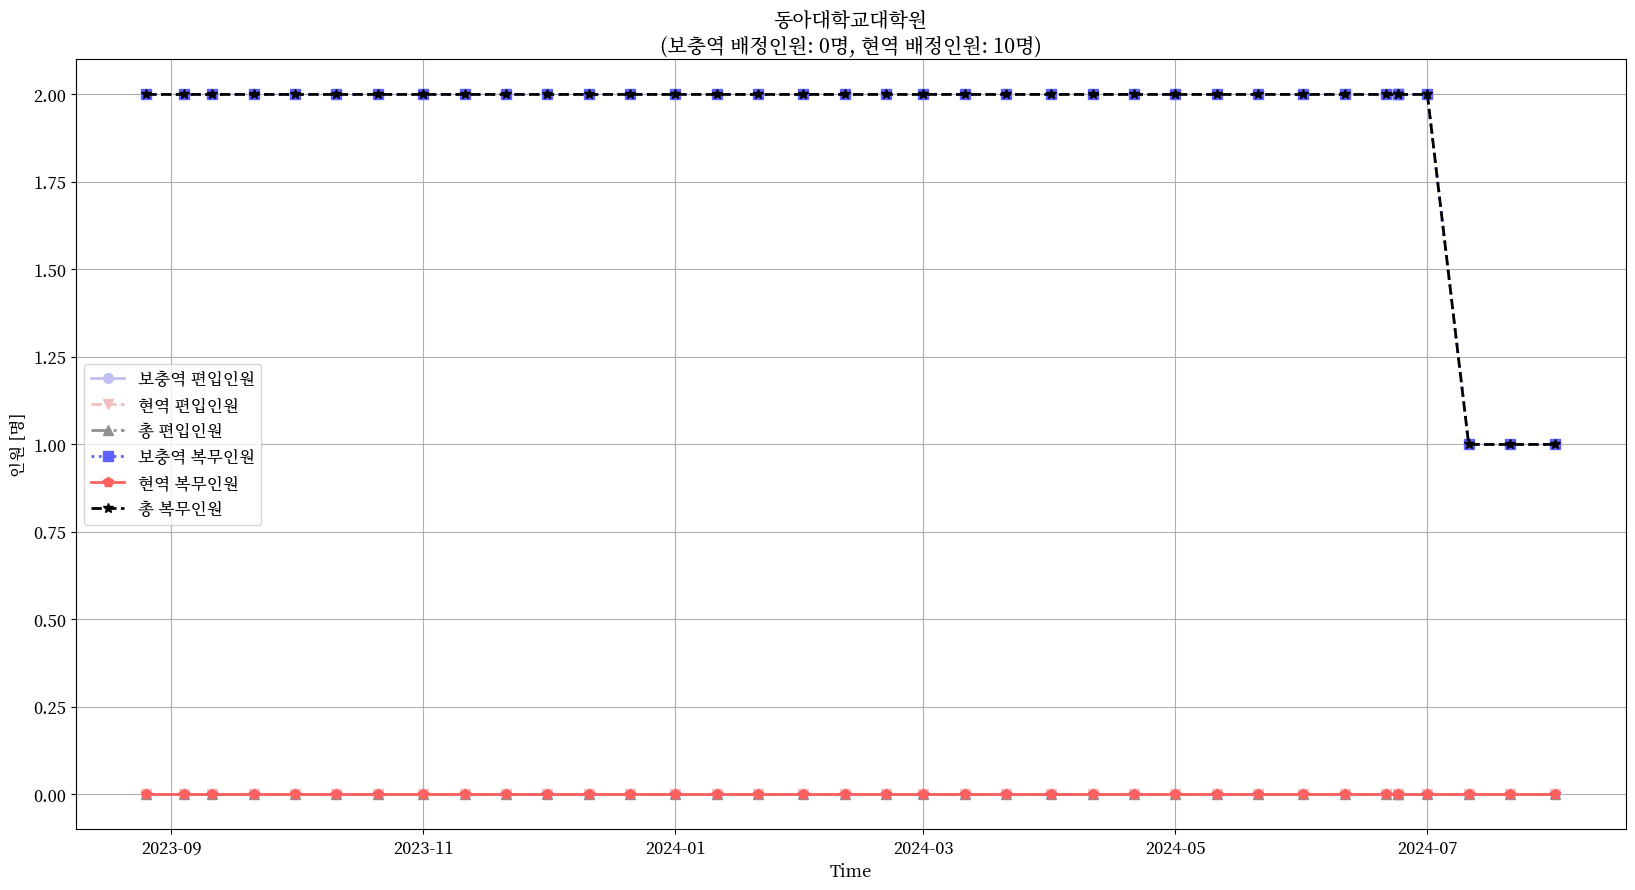 동아대학교대학원
(보충역 배정인원: 0명, 현역 배정인원: 10명)
2.00
1.75
1.50
1.25
1.00
0.75
0.50
0.25
0.00
인원 [명]
보충역 편입인원
현역 편입인원
총 편입인원
보충역 복무인원
현역 복무인원
총 복무인원
2023-09
2023-11
2024-01
2024-03
2024-05
2024-07
Time